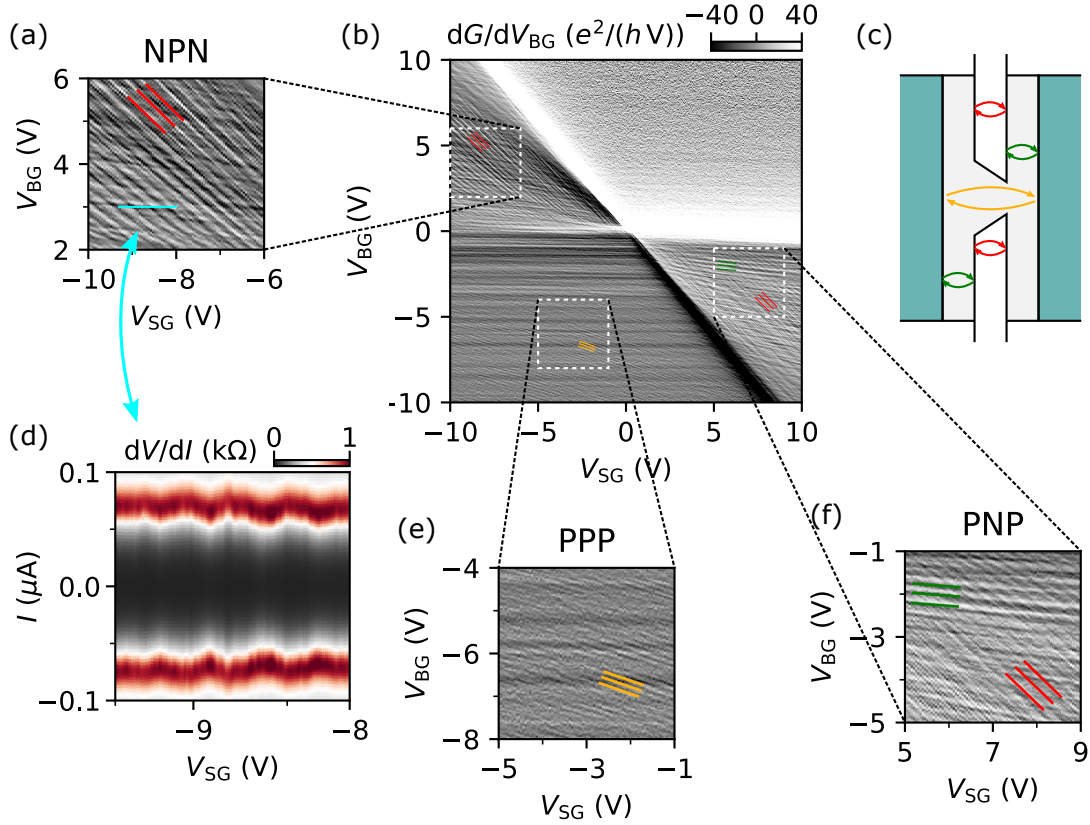 (a)
NPN
6
4
2
V_BG (V)
−10
−8
−6
V_SG (V)
(b)
dG/dV_BG (e²/(h V))
−40
40
10
5
0
−5
-10
V_BG (V)
−10
−5
0
5
10
V_SG (V)
(c)
(d)
dV/dI (kΩ)
0
1
0.1
0.0
−0.1
I (μA)
−9
−8
V_SG (V)
(e)
PPP
−4
−6
−8
V_BG (V)
−5
−3
−1
V_SG (V)
(f)
PNP
−1
−3
−5
V_BG (V)
5
7
9
V_SG (V)